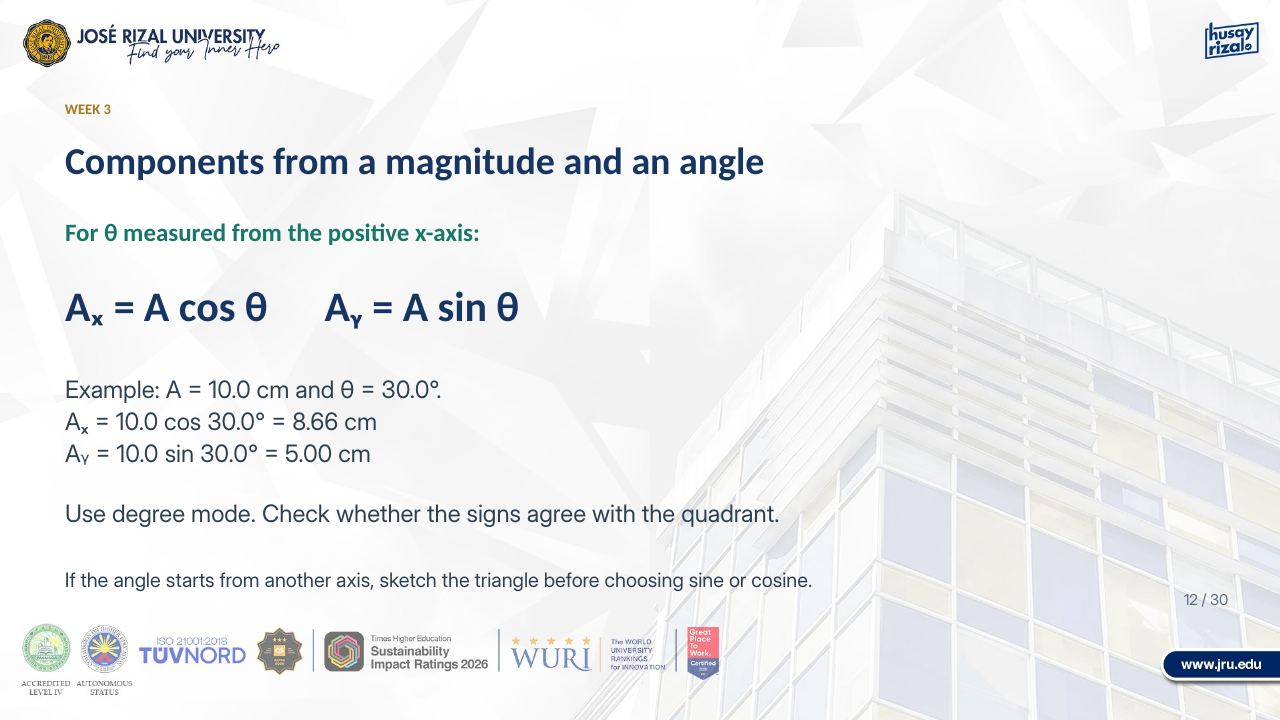 JOSÉ RIZAL UNIVERSITY
Find your Inner Hero
husay
rizal
WEEK 3
Components from a magnitude and an angle
For θ measured from the positive x-axis:
Aₓ = A cos θ Aᵧ = A sin θ
Example: A = 10.0 cm and θ = 30.0°.
Aₓ = 10.0 cos 30.0° = 8.66 cm
Aᵧ = 10.0 sin 30.0° = 5.00 cm
Use degree mode. Check whether the signs agree with the quadrant.
If the angle starts from another axis, sketch the triangle before choosing sine or cosine.
12 / 30
ACCREDITED
LEVEL IV
AUTONOMOUS
STATUS
ISO 21001:2018
TÜVNORD
Times Higher Education
Sustainability
Impact Ratings 2026
WURI
The WORLD
UNIVERSITY
RANKINGS
for INNOVATION
Great
Place
To
Work.
Certified
www.jru.edu